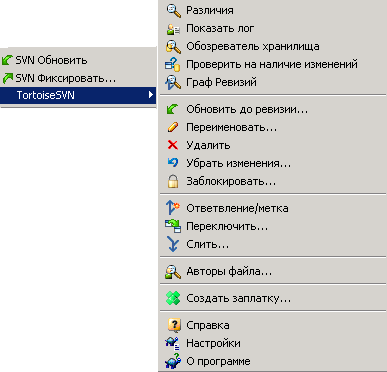 SVN Обновить
SVN Фиксировать...
TortoiseSVN
Различия
Показать лог
Обозреватель хранилища
Проверить на наличие изменений
Граф Ревизий
Обновить до ревизии...
Переименовать...
Удалить
Убрать изменения...
Заблокировать...
Ответвление/метка
Переключить...
Слить...
Авторы файла...
Создать заплатку...
Справка
Настройки
О программе